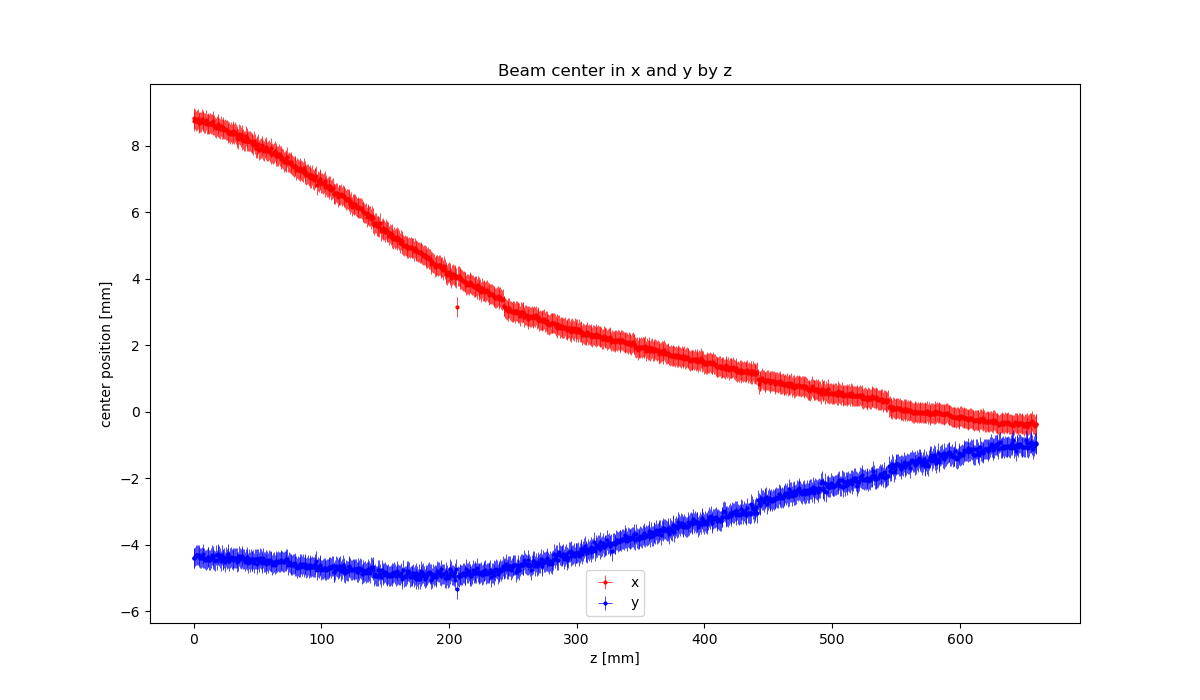 Beam center in x and y by z
center position [mm]
8
6
4
2
0
−2
−4
−6
x
y
0 100 200 300 400 500 600
z [mm]